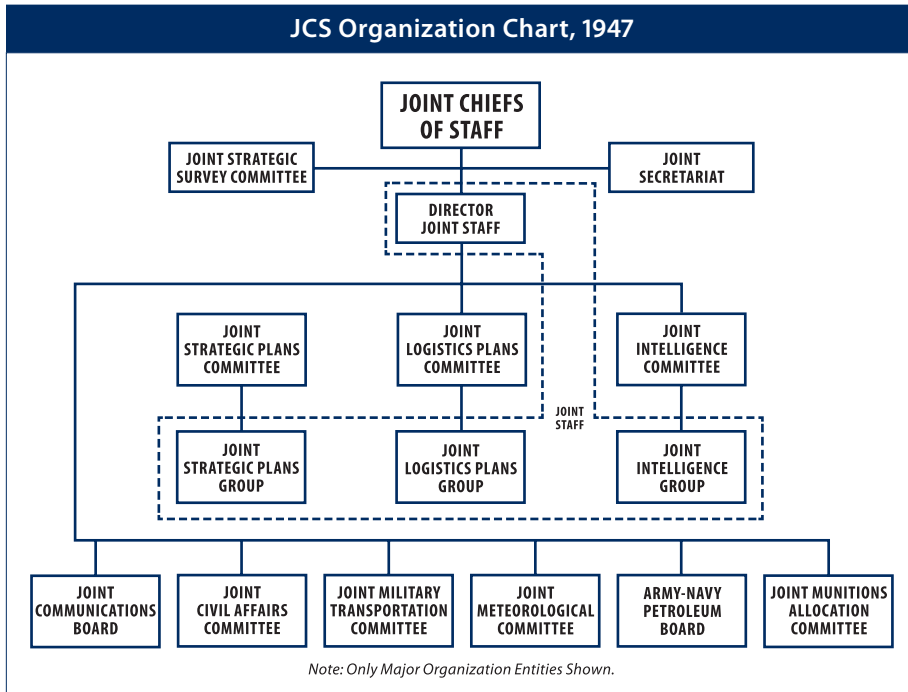 JCS Organization Chart, 1947
JOINT CHIEFS
OF STAFF
JOINT STRATEGIC
SURVEY COMMITTEE
JOINT
SECRETARIAT
DIRECTOR
JOINT STAFF
JOINT
STRATEGIC PLANS
COMMITTEE
JOINT
LOGISTICS PLANS
COMMITTEE
JOINT
INTELLIGENCE
COMMITTEE
JOINT
STAFF
JOINT
STRATEGIC PLANS
GROUP
JOINT
LOGISTICS PLANS
GROUP
JOINT
INTELLIGENCE
GROUP
JOINT
COMMUNICATIONS
BOARD
JOINT
CIVIL AFFAIRS
COMMITTEE
JOINT MILITARY
TRANSPORTATION
COMMITTEE
JOINT
METEOROLOGICAL
COMMITTEE
ARMY-NAVY
PETROLEUM
BOARD
JOINT MUNITIONS
ALLOCATION
COMMITTEE
Note: Only Major Organization Entities Shown.